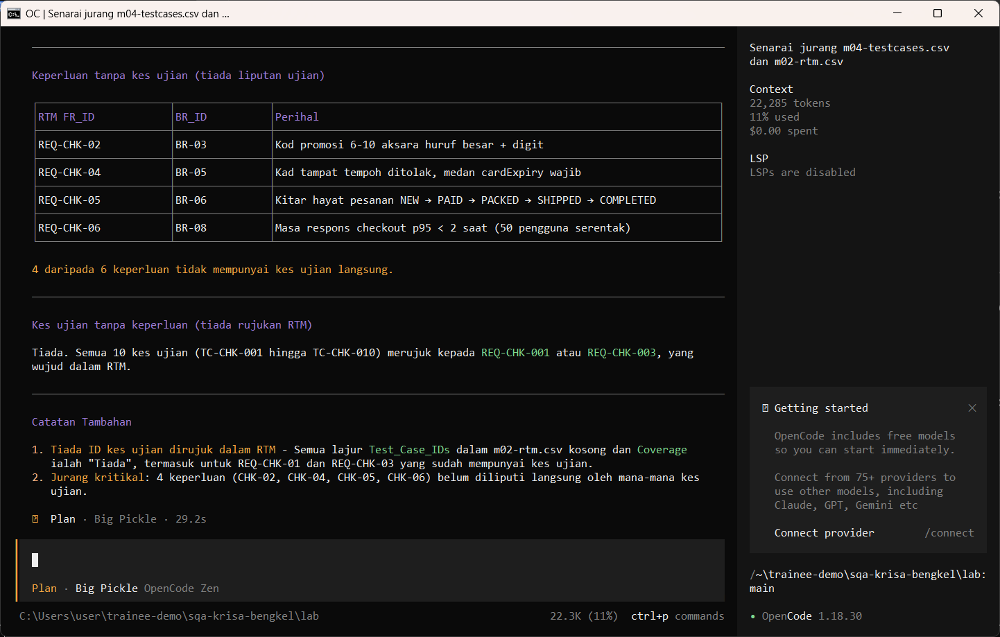 OC | Senarai jurang m04-testcases.csv dan ...
Keperluan tanpa kes ujian (tiada liputan ujian)
RTM FR_ID BR_ID Perihal
REQ-CHK-02 BR-03 Kod promosi 6-10 aksara huruf besar + digit
REQ-CHK-04 BR-05 Kad tampat tempoh ditolak, medan cardExpiry wajib
REQ-CHK-05 BR-06 Kitar hayat pesanan NEW → PAID → PACKED → SHIPPED → COMPLETED
REQ-CHK-06 BR-08 Masa respons checkout p95 < 2 saat (50 pengguna serentak)
4 daripada 6 keperluan tidak mempunyai kes ujian langsung.
Kes ujian tanpa keperluan (tiada rujukan RTM)
Tiada. Semua 10 kes ujian (TC-CHK-001 hingga TC-CHK-010) merujuk kepada REQ-CHK-001 atau REQ-CHK-003, yang
wujud dalam RTM.
Catatan Tambahan
1. Tiada ID kes ujian dirujuk dalam RTM - Semua lajur Test_Case_IDs dalam m02-rtm.csv kosong dan Coverage
ialah "Tiada", termasuk untuk REQ-CHK-01 dan REQ-CHK-03 yang sudah mempunyai kes ujian.
2. Jurang kritikal: 4 keperluan (CHK-02, CHK-04, CHK-05, CHK-06) belum diliputi langsung oleh mana-mana kes
ujian.
Plan · Big Pickle · 29.2s
Plan · Big Pickle OpenCode Zen
C:\Users\user\trainee-demo\sqa-krisa-bengkel\lab
22.3K (11%) ctrl+p commands
Senarai jurang m04-testcases.csv
dan m02-rtm.csv
Context
22,285 tokens
11% used
$0.00 spent
LSP
LSPs are disabled
Getting started
OpenCode includes free models
so you can start immediately.
Connect from 75+ providers to
use other models, including
Claude, GPT, Gemini etc
Connect provider /connect
/~\trainee-demo\sqa-krisa-bengkel\lab:
main
• OpenCode 1.18.30